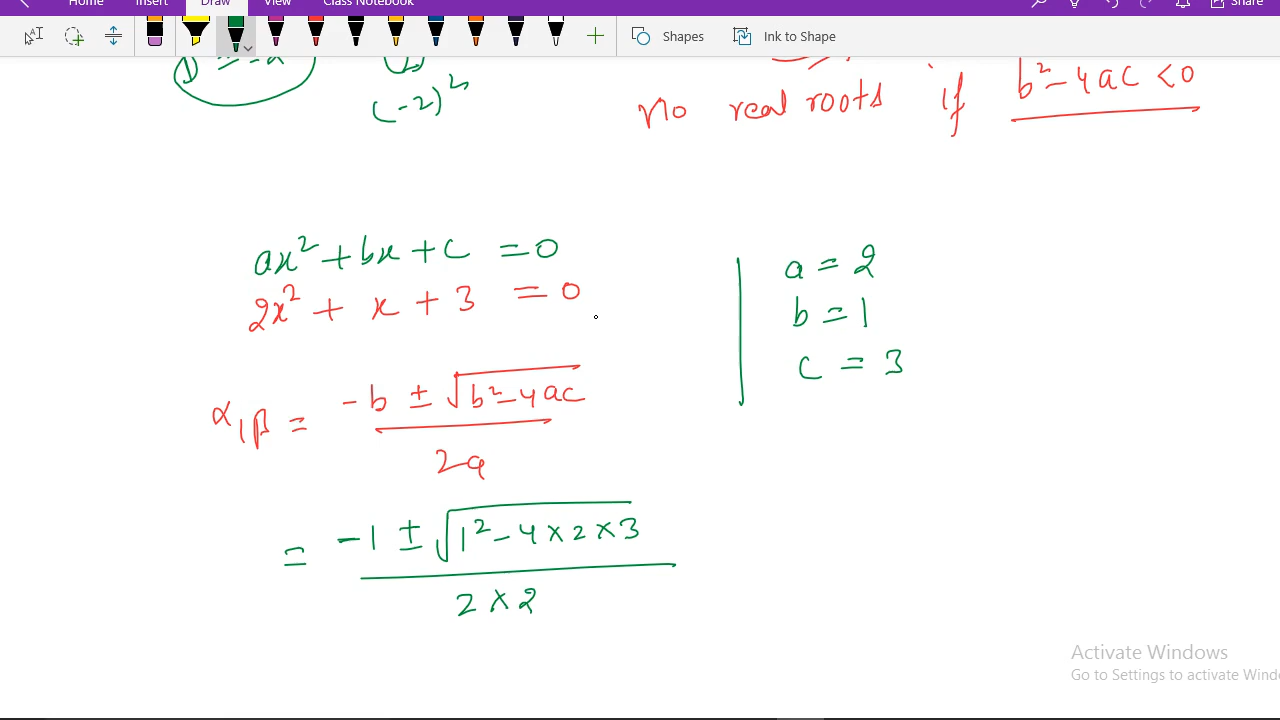 Home Insert Draw View Class Notebook Share
Shapes Ink to Shape
(-2)²
No real roots if b²-4ac <0
ax² + bx + c = 0
2x² + x + 3 = 0
a = 2
b = 1
c = 3
α,β = -b ± √b²-4ac
2a
= -1 ± √1²-4×2×3
2×2
Activate Windows
Go to Settings to activate Wind